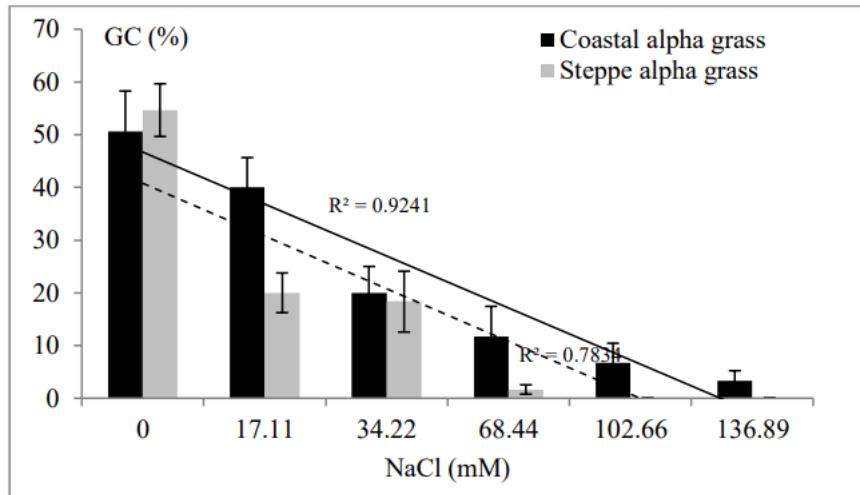 GC (%)
Coastal alpha grass
Steppe alpha grass
70
60
50
40
30
20
10
0
R² = 0.9241
R² = 0.7834
0 17.11 34.22 68.44 102.66 136.89
NaCl (mM)